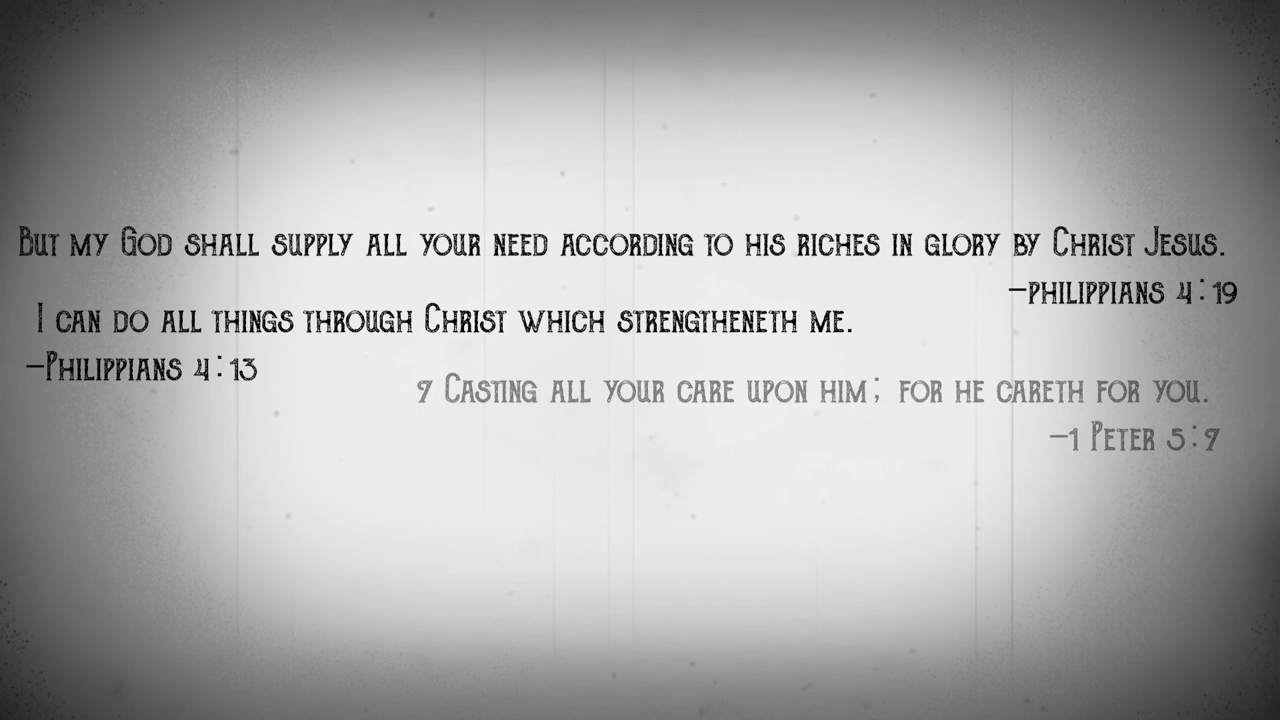 But my God shall supply all your need according to his riches in glory by Christ Jesus.
—Philippians 4:19
I can do all things through Christ which strengtheneth me.
—Philippians 4:13
7 Casting all your care upon him; for he careth for you.
—1 Peter 5:7